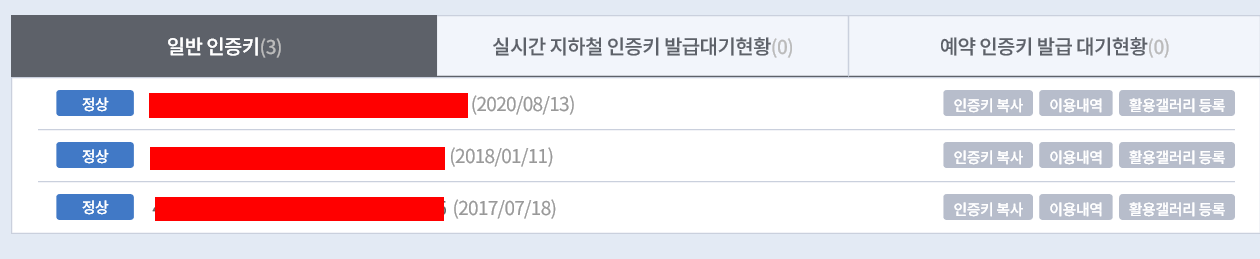 일반 인증키(3) 실시간 지하철 인증키 발급대기현황(0) 예약 인증키 발급 대기현황(0)
정상 (2020/08/13) 인증키 복사 이용내역 활용갤러리 등록
정상 (2018/01/11) 인증키 복사 이용내역 활용갤러리 등록
정상 (2017/07/18) 인증키 복사 이용내역 활용갤러리 등록